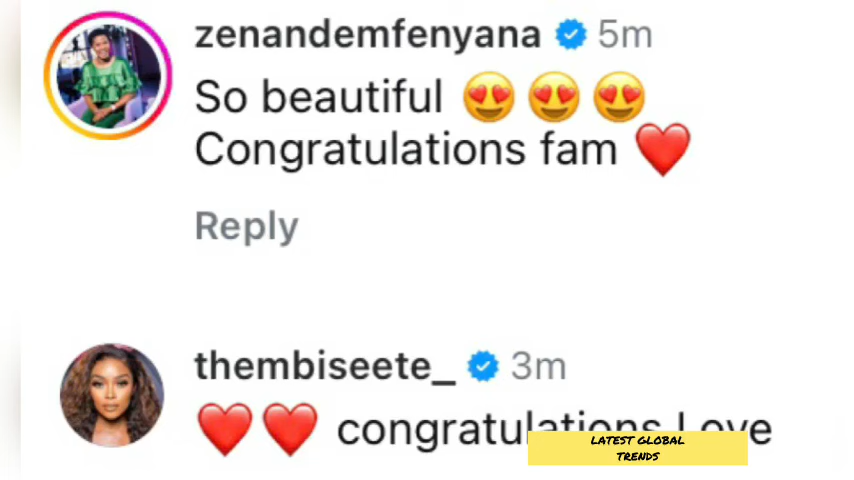 zenandemfenyana 5m
So beautiful 😍😍😍
Congratulations fam ❤️
Reply
thembiseete_ 3m
❤️❤️ congratulations Love
LATEST GLOBAL
TRENDS